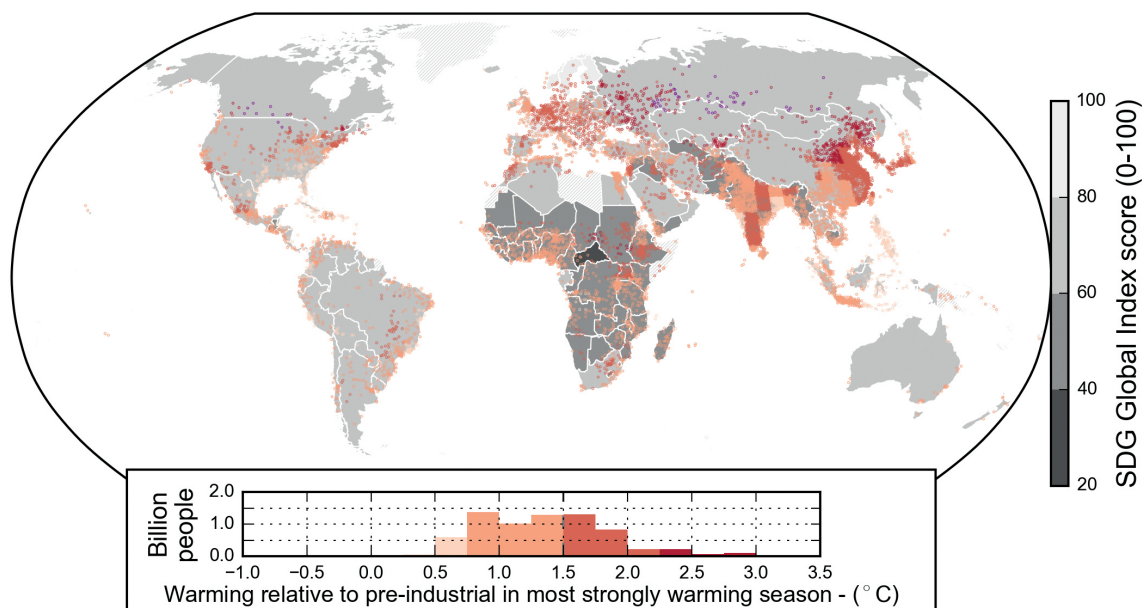 100
80
60
40
20
SDG Global Index score (0-100)
Billion
people
2.0
1.0
0.0
−1.0 −0.5 0.0 0.5 1.0 1.5 2.0 2.5 3.0 3.5
Warming relative to pre-industrial in most strongly warming season - (°C)